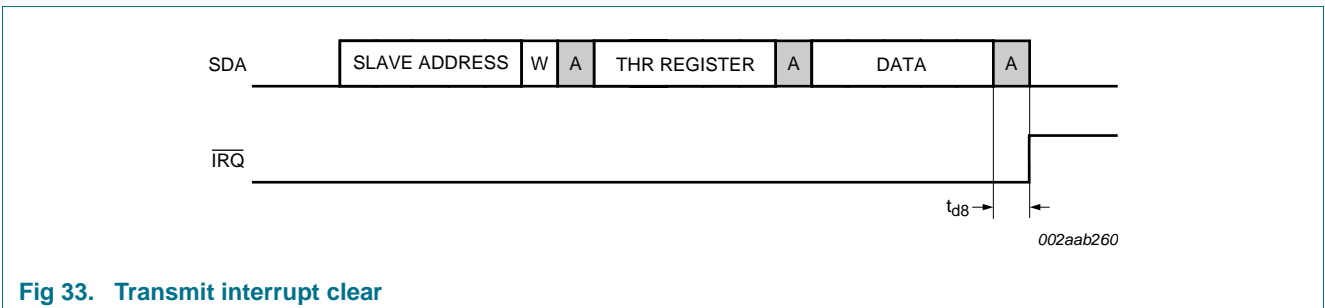 SDA SLAVE ADDRESS W A THR REGISTER A DATA A
IRQ
td8
002aab260
Fig 33. Transmit interrupt clear